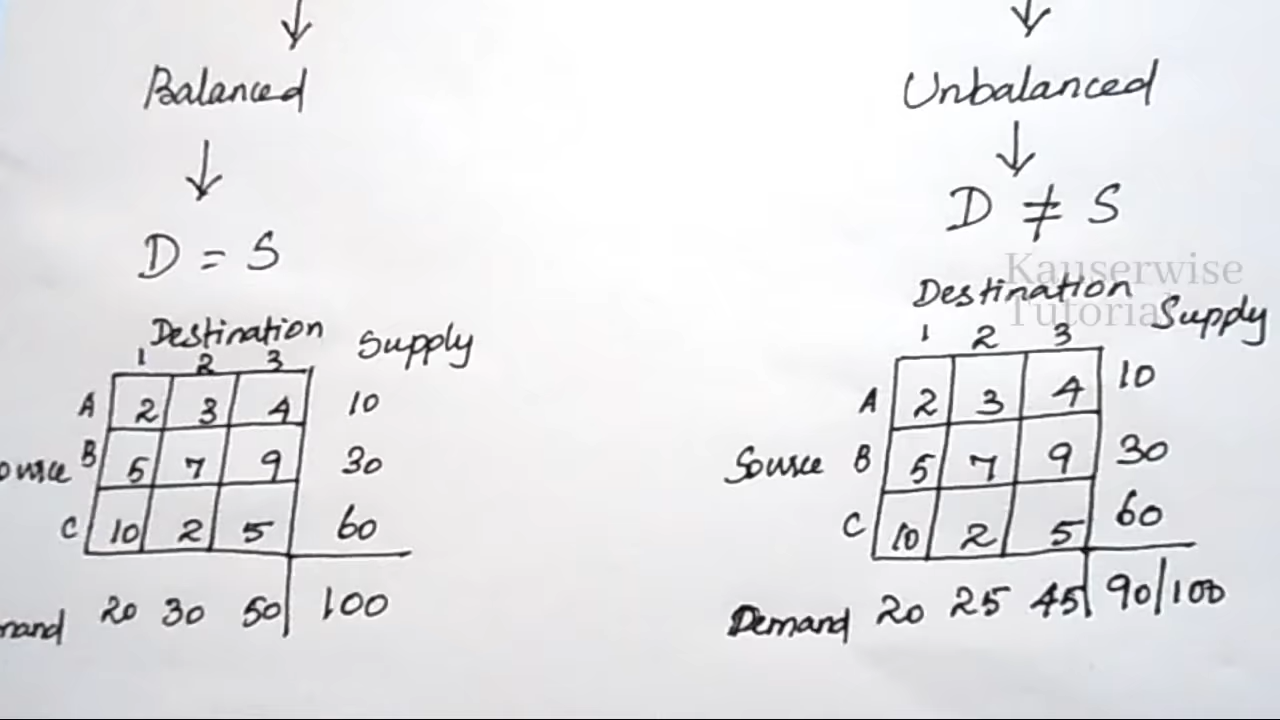 Balanced
D = S
Destination Supply
1 2 3
A 2 3 4 10
ource B 5 7 9 30
C 10 2 5 60
mand 20 30 50 100
Unbalanced
D ≠ S
Kauserwise
Tutorial
Destination Supply
1 2 3
A 2 3 4 10
Source B 5 7 9 30
C 10 2 5 60
Demand 20 25 45 90/100